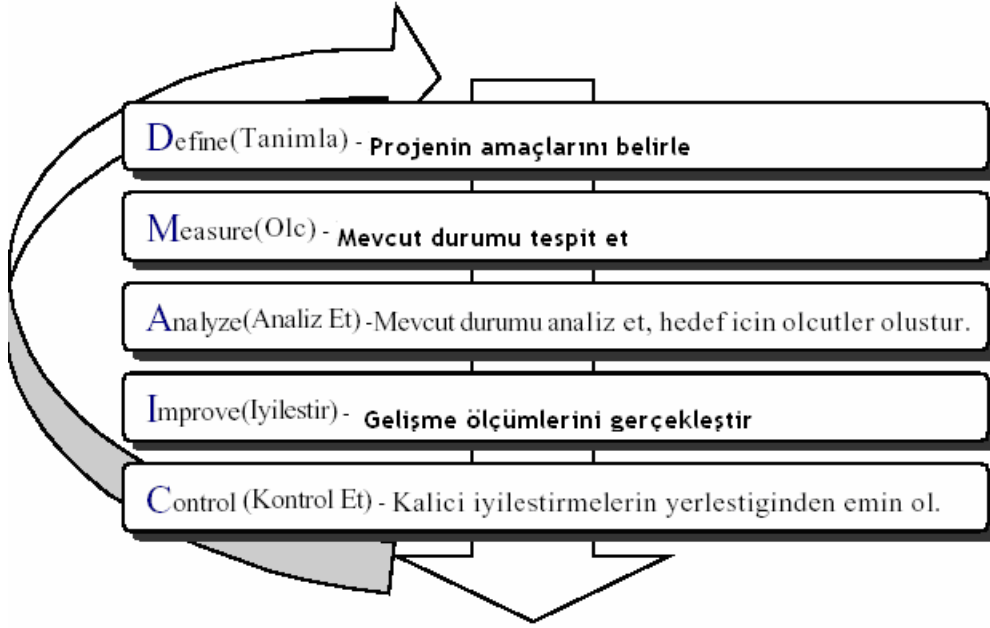 Define(Tanimla) - Projenin amaçlarını belirle
Measure(Olc) - Mevcut durumu tespit et
Analyze(Analiz Et) -Mevcut durumu analiz et, hedef icin olcutler olustur.
Improve(Iyilestir) - Gelişme ölçümlerini gerçekleştir
Control (Kontrol Et) - Kalici iyilestirmelerin yerlestiginden emin ol.